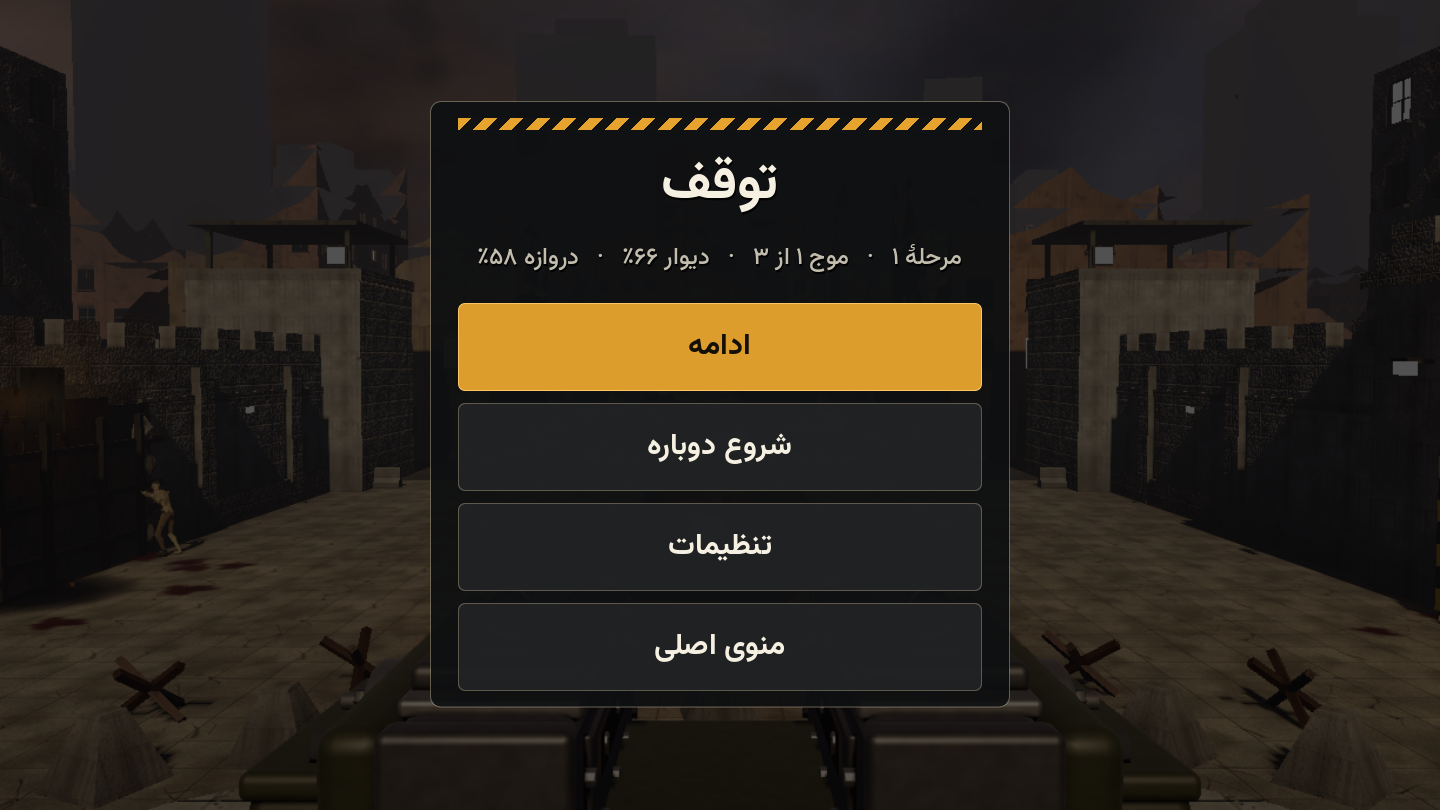 توقف
مرحلهٔ ۱ · موج ۱ از ۳ · دیوار ۶۶٪ · دروازه ۵۸٪
ادامه
شروع دوباره
تنظیمات
منوی اصلی